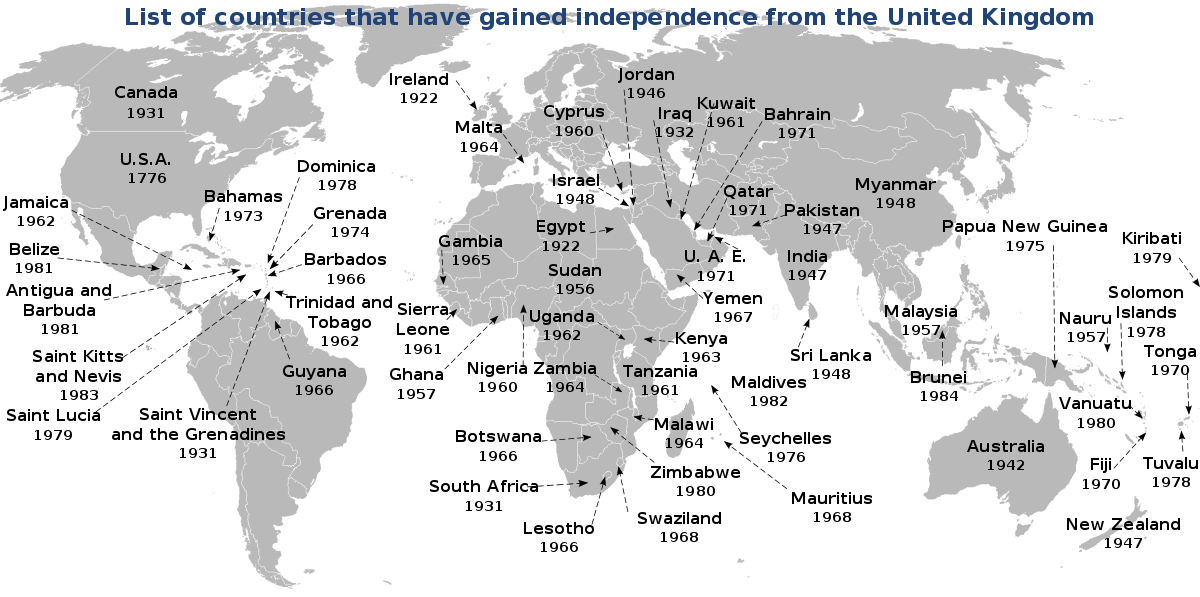 List of countries that have gained independence from the United Kingdom
Canada
1931
U.S.A.
1776
Jamaica
1962
Bahamas
1973
Dominica
1978
Grenada
1974
Belize
1981
Barbados
1966
Antigua and
Barbuda
1981
Trinidad and
Tobago
1962
Saint Kitts
and Nevis
1983
Guyana
1966
Saint Lucia
1979
Saint Vincent
and the Grenadines
1931
Ireland
1922
Malta
1964
Cyprus
1960
Jordan
1946
Iraq
1932
Kuwait
1961
Bahrain
1971
Israel
1948
Qatar
1971
Pakistan
1947
Myanmar
1948
Egypt
1922
Gambia
1965
Sudan
1956
U. A. E.
1971
India
1947
Yemen
1967
Sierra
Leone
1961
Uganda
1962
Kenya
1963
Sri Lanka
1948
Malaysia
1957
Ghana
1957
Nigeria
1960
Zambia
1964
Tanzania
1961
Maldives
1982
Brunei
1984
Malawi
1964
Seychelles
1976
Botswana
1966
Zimbabwe
1980
South Africa
1931
Mauritius
1968
Lesotho
1966
Swaziland
1968
Papua New Guinea
1975
Kiribati
1979
Solomon
Islands
1978
Nauru
1957
Tonga
1970
Vanuatu
1980
Australia
1942
Fiji
1970
Tuvalu
1978
New Zealand
1947